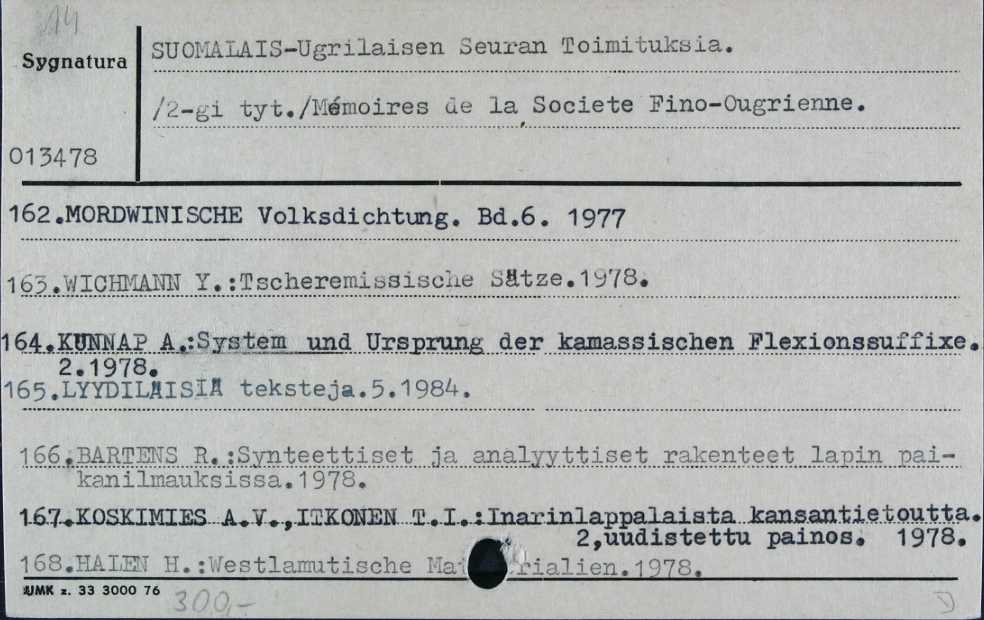 14
SUOMALAIS-Ugrilaisen Seuran Toimituksia.
Sygnatura
/2-gi tyt./Mémoires de la Societe Fino-Ougrienne.
013478
162.MORDWINISCHE Volksdichtung. Bd.6. 1977
163.WICHMANN Y.:Tscheremissische Sätze.1978.
164.KÜNNAP A.:System und Ursprung der kamassischen Flexionssuffixe.
2.1978.
165.LYYDILÄISIÄ teksteja.5.1984.
166.BARTENS R.:Synteettiset ja analyyttiset rakenteet lapin pai-
kanilmauksissa.1978.
167.KOSKIMIES A.V.,ITKONEN T.I.:Inarinlappalaista kansantietoutta.
2,uudistettu painos. 1978.
168.HALEN H.:Westlamutische Ma rialien.1978.
UMK z. 33 3000 76
300,-
D